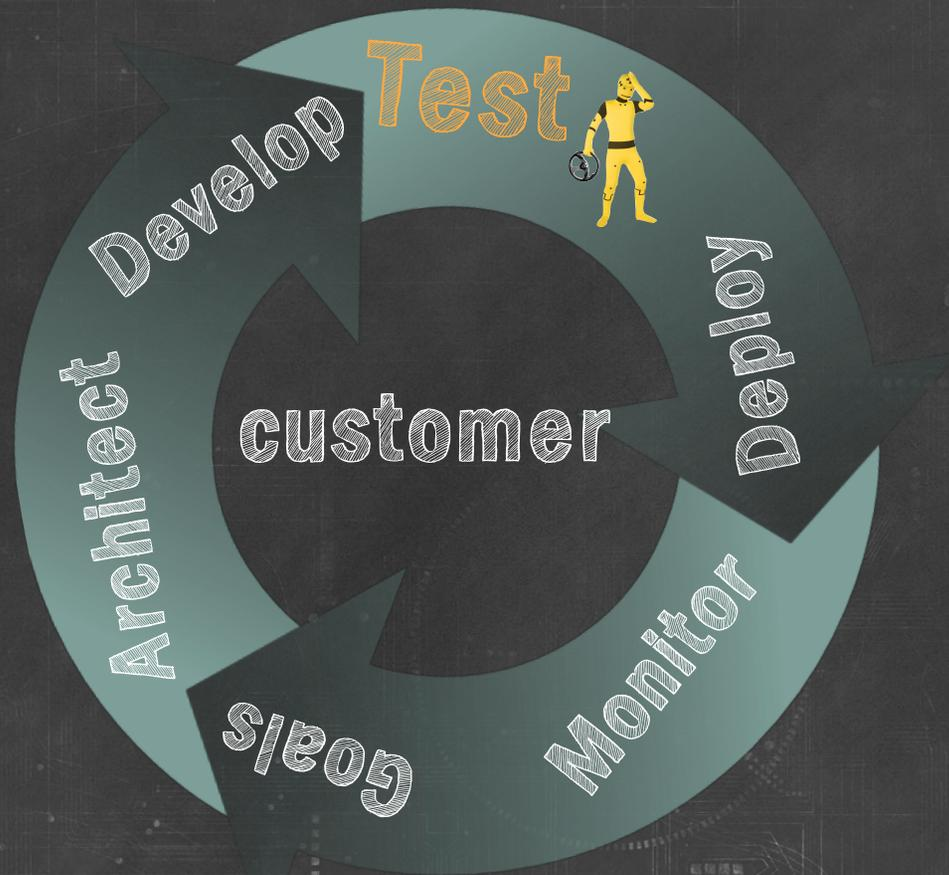 Test
Deploy
Monitor
Goals
Architect
Develop
customer